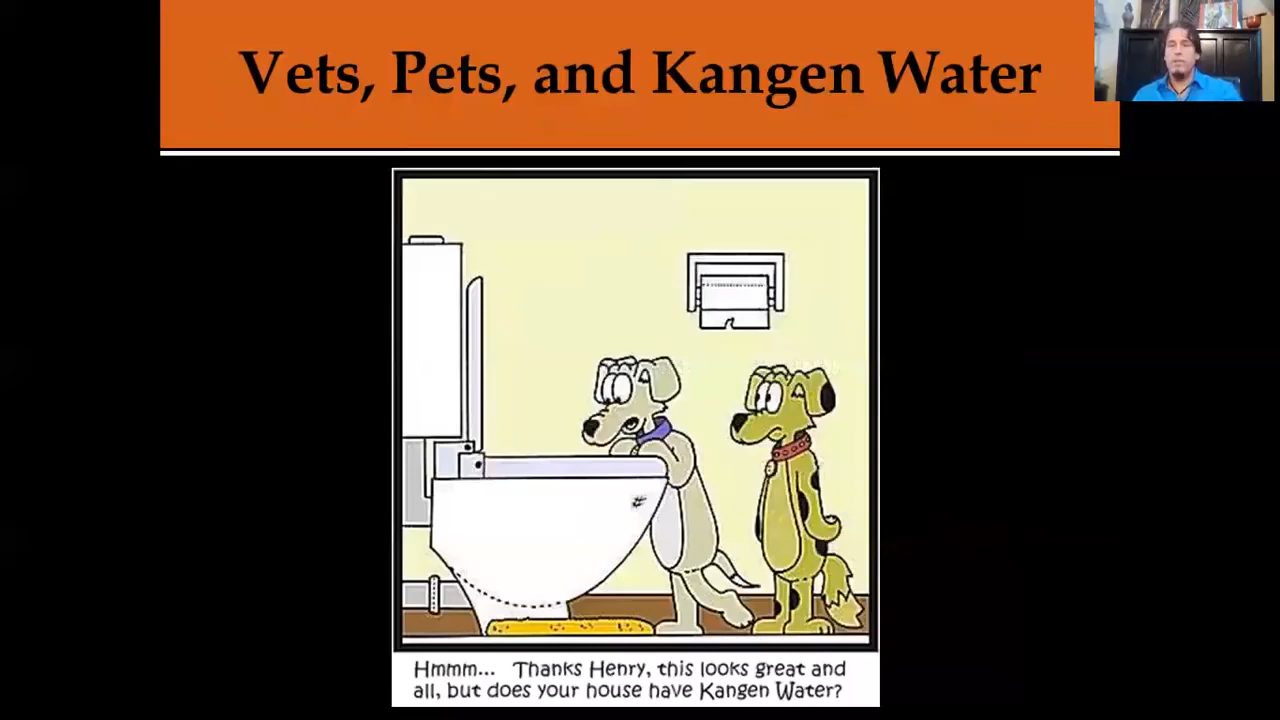 Vets, Pets, and Kangen Water
Hmmm... Thanks Henry, this looks great and
all, but does your house have Kangen Water?